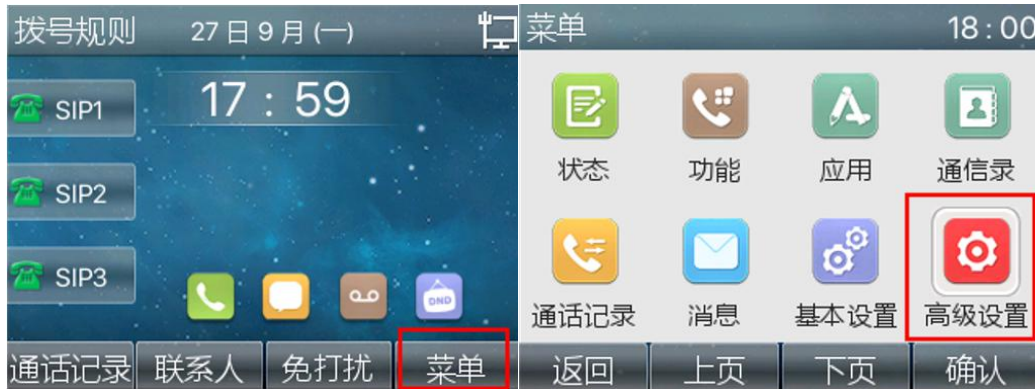 拨号规则 27日9月(一)
SIP1 17:59
SIP2
SIP3
DND
通话记录 联系人 免打扰 菜单
菜单 18:00
状态 功能 应用 通信录
通话记录 消息 基本设置 高级设置
返回 上页 下页 确认